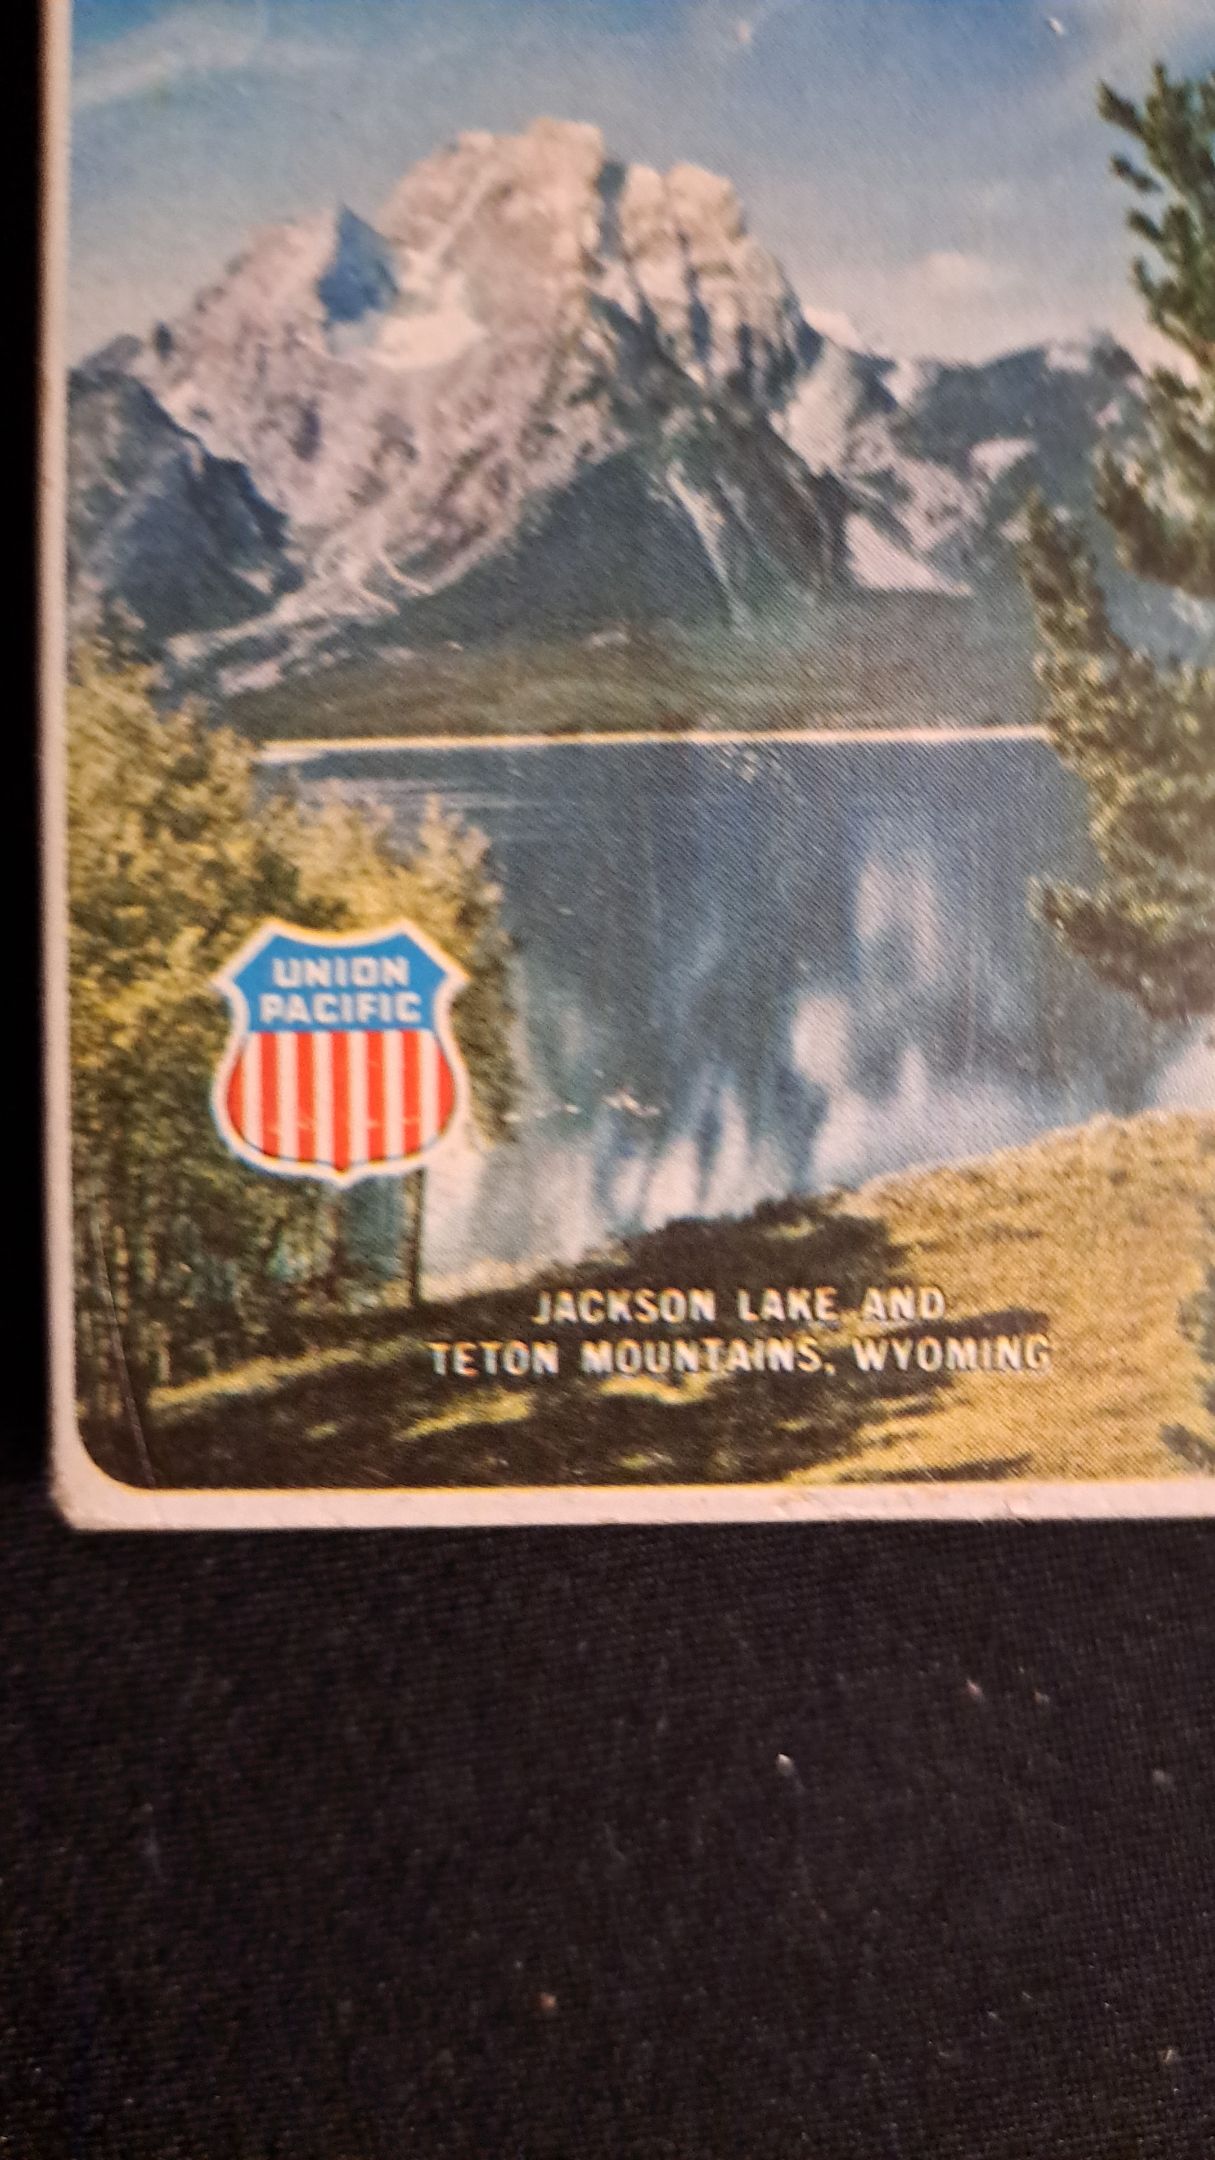 UNION
PACIFIC
JACKSON LAKE AND
TETON MOUNTAINS, WYOMING